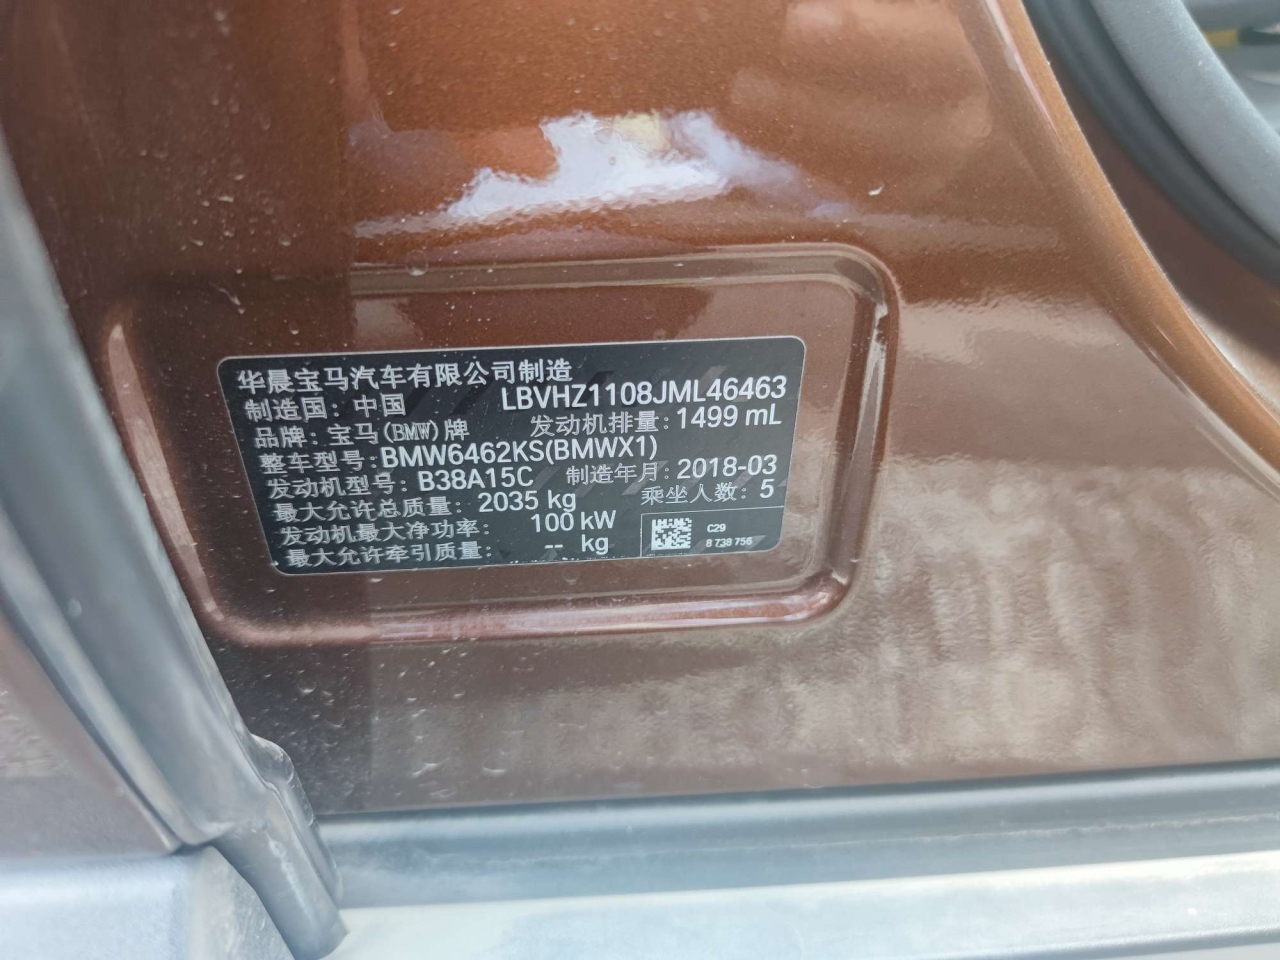 华晨宝马汽车有限公司制造
制造国：中国 LBVHZ1108JML46463
品牌：宝马(BMW)牌 发动机排量：1499 mL
整车型号：BMW6462KS(BMWX1)
发动机型号：B38A15C 制造年月：2018-03
最大允许总质量：2035 kg 乘坐人数：5
发动机最大净功率：100 kW
最大允许牵引质量：-- kg
C29
8 738 756